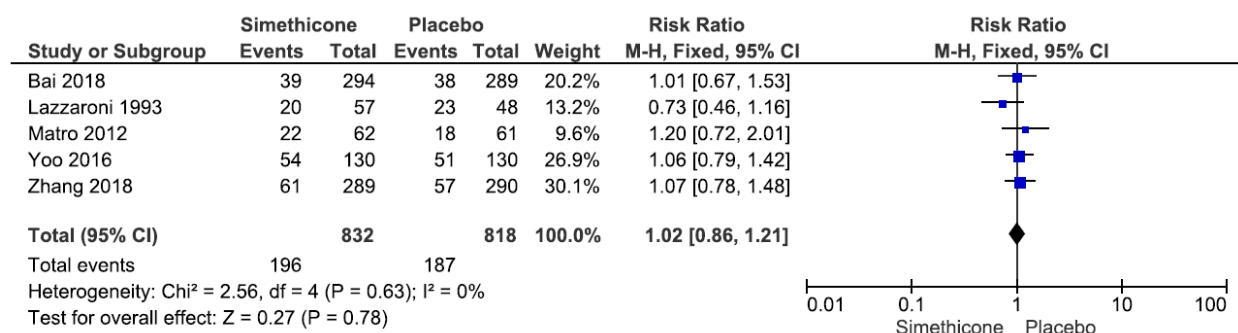 Simethicone Placebo Risk Ratio Risk Ratio
Study or Subgroup Events Total Events Total Weight M-H, Fixed, 95% CI M-H, Fixed, 95% CI
Bai 2018 39 294 38 289 20.2% 1.01 [0.67, 1.53]
Lazzaroni 1993 20 57 23 48 13.2% 0.73 [0.46, 1.16]
Matro 2012 22 62 18 61 9.6% 1.20 [0.72, 2.01]
Yoo 2016 54 130 51 130 26.9% 1.06 [0.79, 1.42]
Zhang 2018 61 289 57 290 30.1% 1.07 [0.78, 1.48]
Total (95% CI) 832 818 100.0% 1.02 [0.86, 1.21]
Total events 196 187
Heterogeneity: Chi² = 2.56, df = 4 (P = 0.63); I² = 0%
Test for overall effect: Z = 0.27 (P = 0.78)
0.01 0.1 1 10 100
Simethicone Placebo